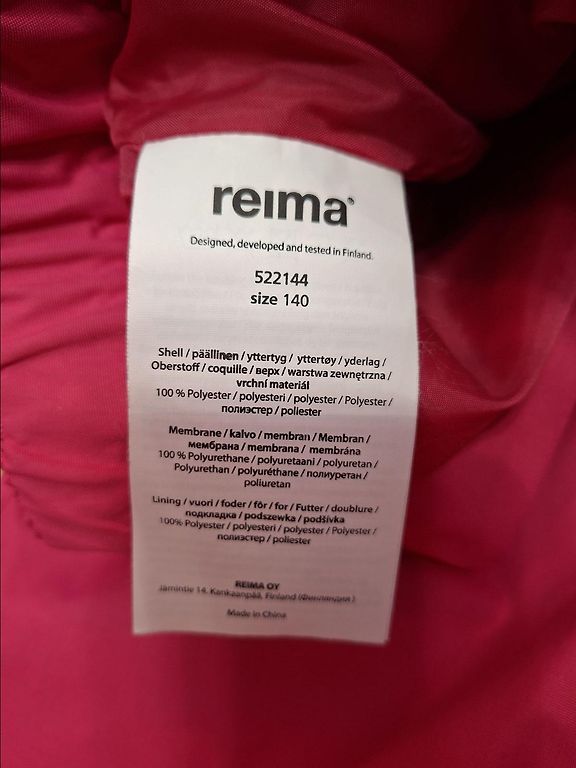 reima®
Designed, developed and tested in Finland.
522144
size 140
Shell / päällinen / yttertyg / yttertøy / yderlag /
Oberstoff / coquille / верх / warstwa zewnętrzna /
vrchní materiál
100 % Polyester / polyesteri / polyester / Polyester /
полиэстер / poliester
Membrane / kalvo / membran / Membran /
мембрана / membrana / membrána
100 % Polyurethane / polyuretaani / polyuretan /
Polyurethan / polyuréthane / полиуретан /
poliuretan
Lining / vuori / foder / fôr / for / Futter / doublure /
подкладка / podszewka / podšívka
100% Polyester / polyesteri / polyester / Polyester /
полиэстер / poliester
REIMA OY
Jämintie 14, Kankaanpää, Finland (Финляндия)
Made in China